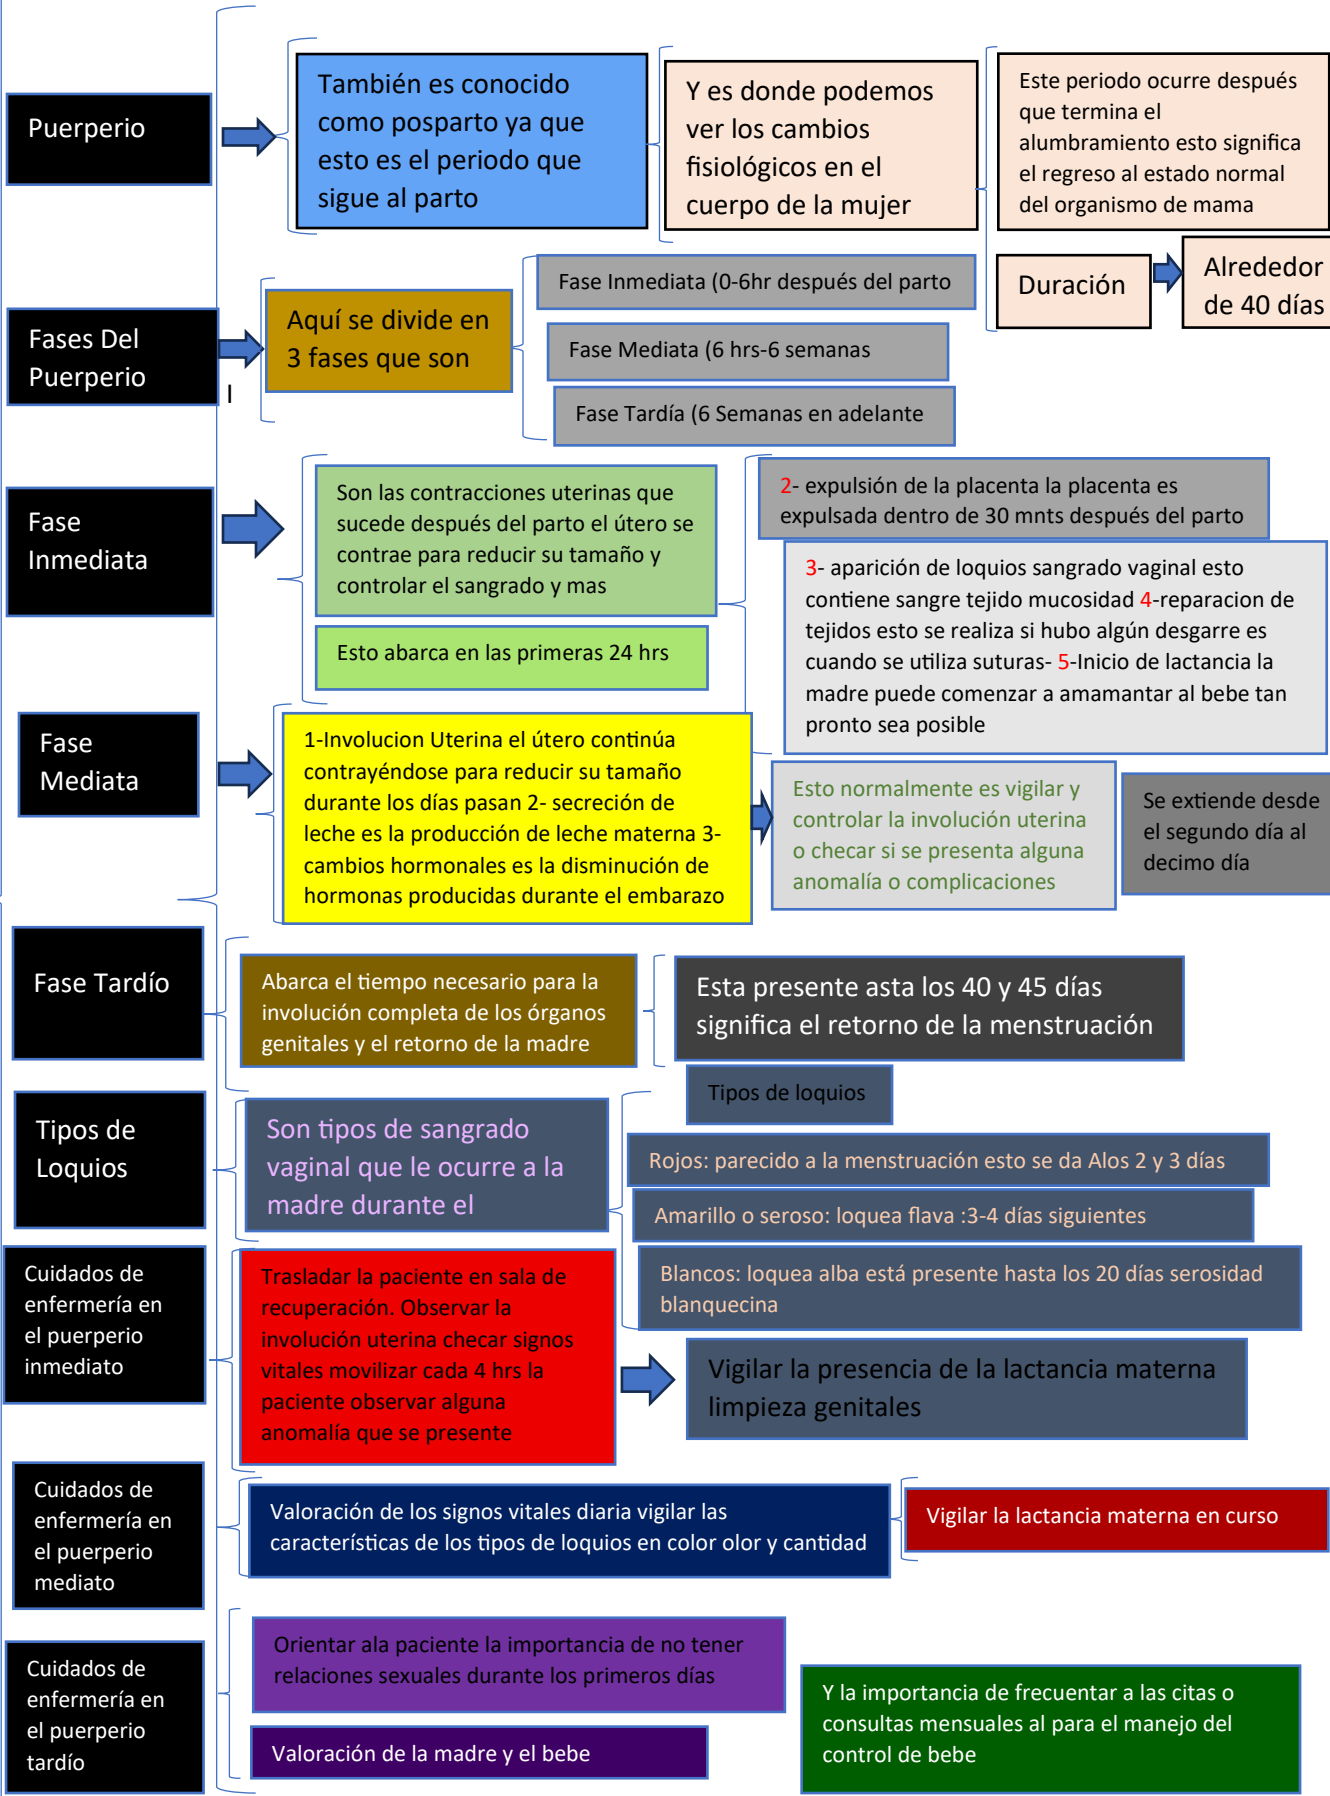 Puerperio
También es conocido
como posparto ya que
esto es el periodo que
sigue al parto
Y es donde podemos
ver los cambios
fisiológicos en el
cuerpo de la mujer
Este periodo ocurre después
que termina el
alumbramiento esto significa
el regreso al estado normal
del organismo de mama
Duración
Alrededor
de 40 días
Fases Del
Puerperio
l
Aquí se divide en
3 fases que son
Fase Inmediata (0-6hr después del parto
Fase Mediata (6 hrs-6 semanas
Fase Tardía (6 Semanas en adelante
Fase
Inmediata
Son las contracciones uterinas que
sucede después del parto el útero se
contrae para reducir su tamaño y
controlar el sangrado y mas
Esto abarca en las primeras 24 hrs
2- expulsión de la placenta la placenta es
expulsada dentro de 30 mnts después del parto
3- aparición de loquios sangrado vaginal esto
contiene sangre tejido mucosidad 4-reparacion de
tejidos esto se realiza si hubo algún desgarre es
cuando se utiliza suturas- 5-Inicio de lactancia la
madre puede comenzar a amamantar al bebe tan
pronto sea posible
Fase
Mediata
1-Involucion Uterina el útero continúa
contrayéndose para reducir su tamaño
durante los días pasan 2- secreción de
leche es la producción de leche materna 3-
cambios hormonales es la disminución de
hormonas producidas durante el embarazo
Esto normalmente es vigilar y
controlar la involución uterina
o checar si se presenta alguna
anomalía o complicaciones
Se extiende desde
el segundo día al
decimo día
Fase Tardío
Abarca el tiempo necesario para la
involución completa de los órganos
genitales y el retorno de la madre
Esta presente asta los 40 y 45 días
significa el retorno de la menstruación
Tipos de
Loquios
Son tipos de sangrado
vaginal que le ocurre a la
madre durante el
Tipos de loquios
Rojos: parecido a la menstruación esto se da Alos 2 y 3 días
Amarillo o seroso: loquea flava :3-4 días siguientes
Blancos: loquea alba está presente hasta los 20 días serosidad
blanquecina
Cuidados de
enfermería en
el puerperio
inmediato
Trasladar la paciente en sala de
recuperación. Observar la
involución uterina checar signos
vitales movilizar cada 4 hrs la
paciente observar alguna
anomalía que se presente
Vigilar la presencia de la lactancia materna
limpieza genitales
Cuidados de
enfermería en
el puerperio
mediato
Valoración de los signos vitales diaria vigilar las
características de los tipos de loquios en color olor y cantidad
Vigilar la lactancia materna en curso
Cuidados de
enfermería en
el puerperio
tardío
Orientar ala paciente la importancia de no tener
relaciones sexuales durante los primeros días
Valoración de la madre y el bebe
Y la importancia de frecuentar a las citas o
consultas mensuales al para el manejo del
control de bebe